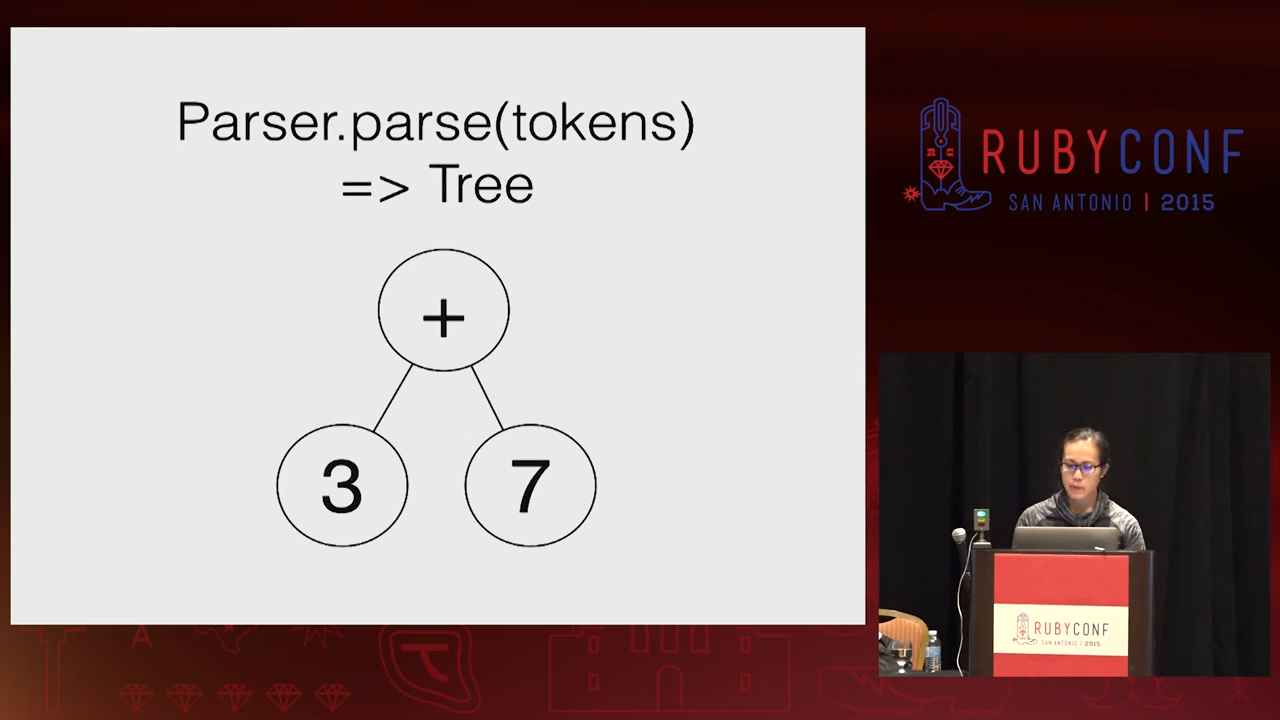 Parser.parse(tokens)
=> Tree
+
3 7
RUBYCONF
SAN ANTONIO | 2015
RUBYCONF
SAN ANTONIO | 2015
A